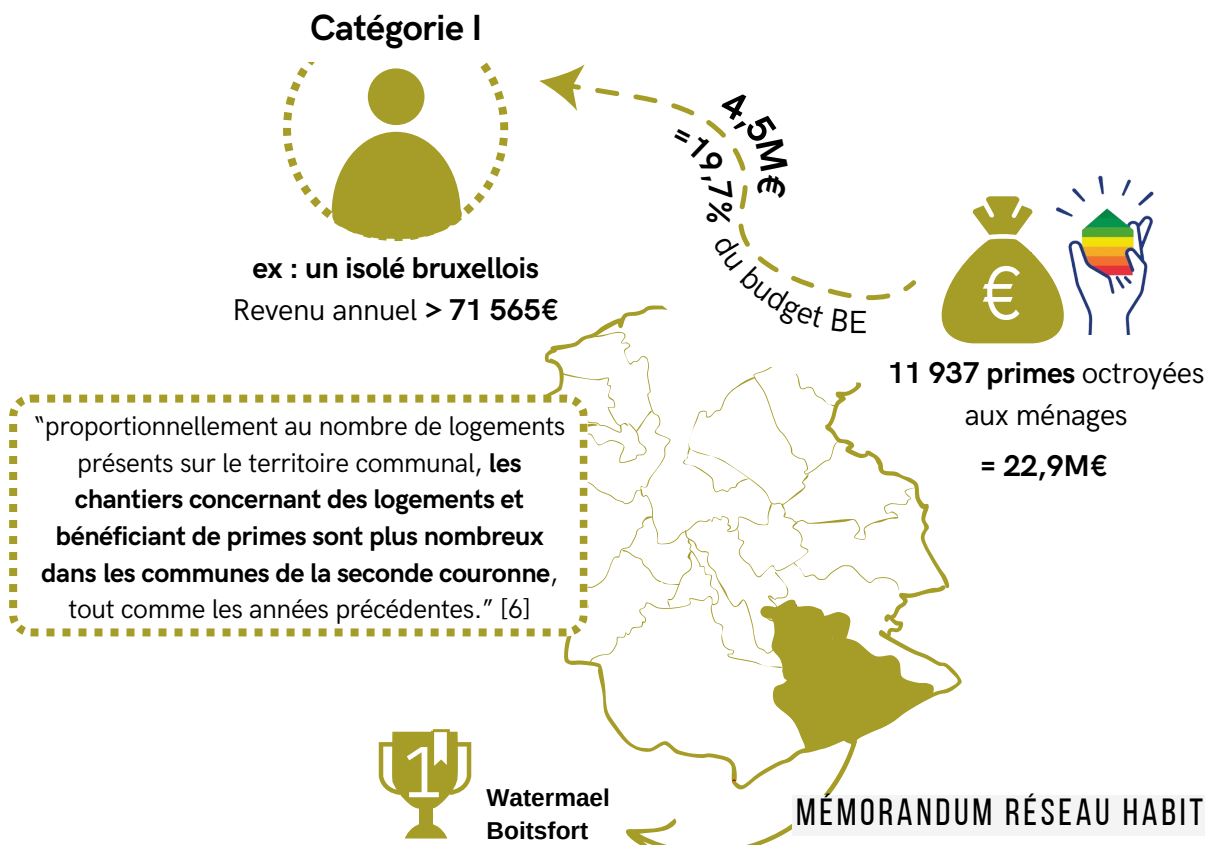 Catégorie I
ex : un isolé bruxellois
Revenu annuel > 71 565€
4,5M€
=19,7%
du budget BE
€
11 937 primes octroyées
aux ménages
= 22,9M€
“proportionnellement au nombre de logements
présents sur le territoire communal, les
chantiers concernant des logements et
bénéficiant de primes sont plus nombreux
dans les communes de la seconde couronne,
tout comme les années précédentes.” [6]
1
Watermael
Boitsfort
MÉMORANDUM RÉSEAU HABIT